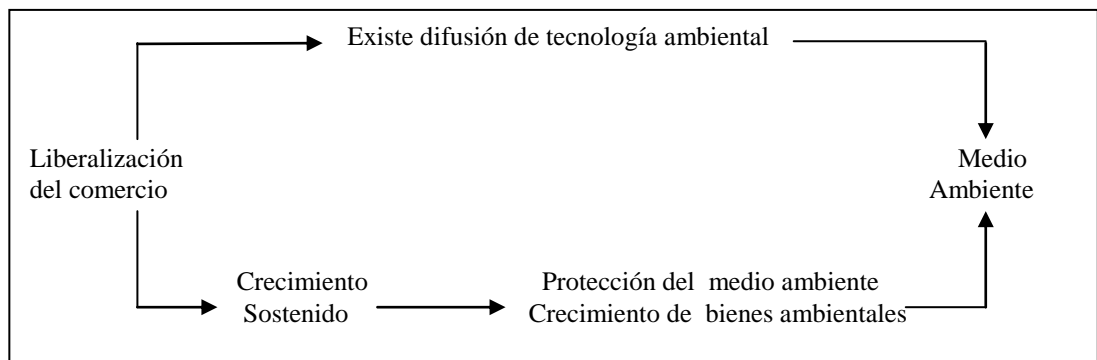 Existe difusión de tecnología ambiental
Liberalización
del comercio
Medio
Ambiente
Crecimiento
Sostenido
Protección del medio ambiente
Crecimiento de bienes ambientales